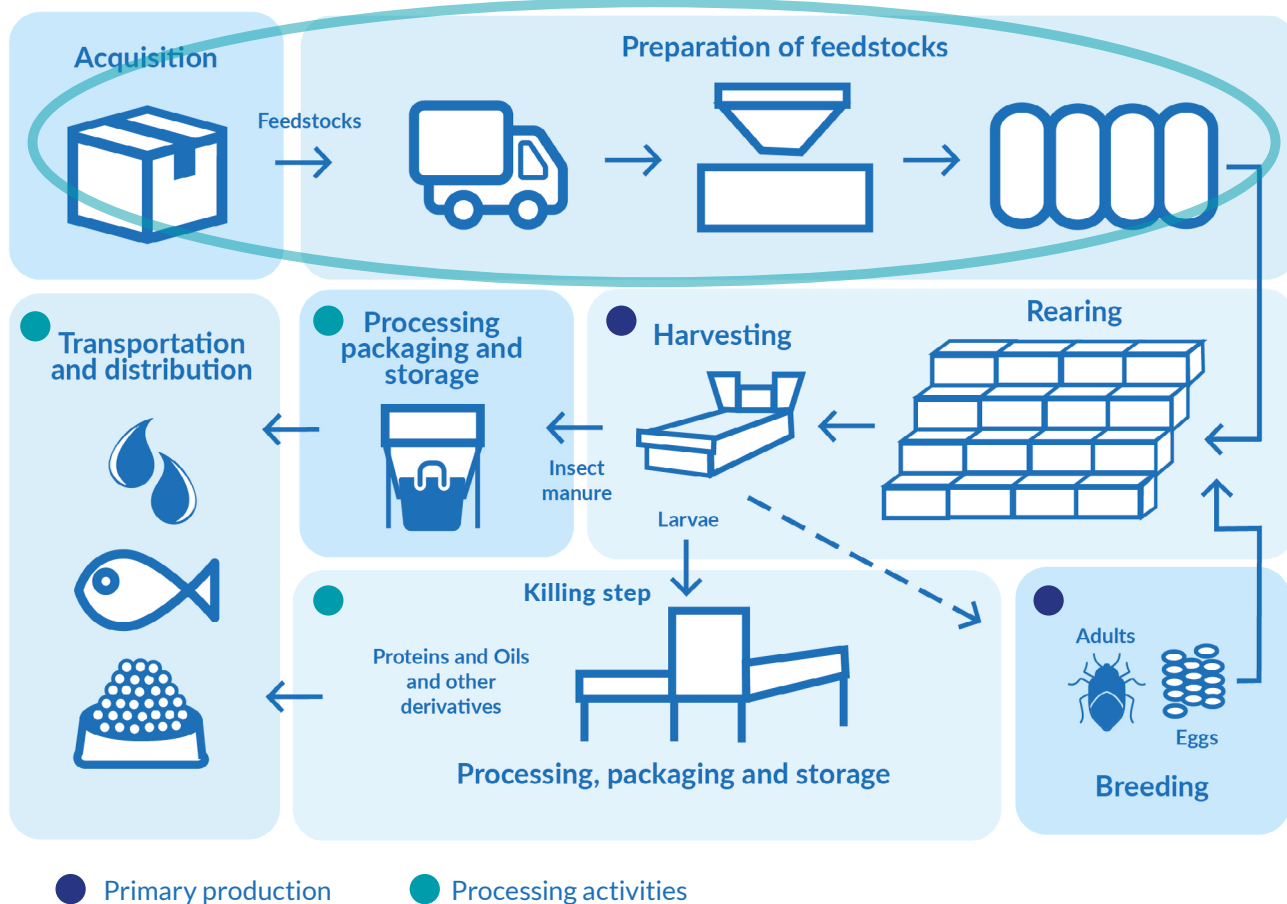 Acquisition
Preparation of feedstocks
Feedstocks
Transportation
and distribution
Processing
packaging and
storage
Harvesting
Rearing
Insect
manure
Larvae
Killing step
Proteins and Oils
and other
derivatives
Processing, packaging and storage
Adults
Eggs
Breeding
Primary production
Processing activities